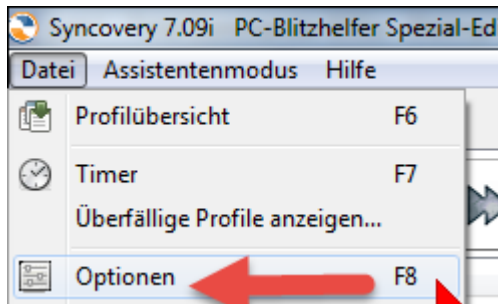 Syncovery 7.09i PC-Blitzhelfer Spezial-Ed
Datei Assistentenmodus Hilfe
Profilübersicht F6
Timer F7
Überfällige Profile anzeigen...
Optionen F8